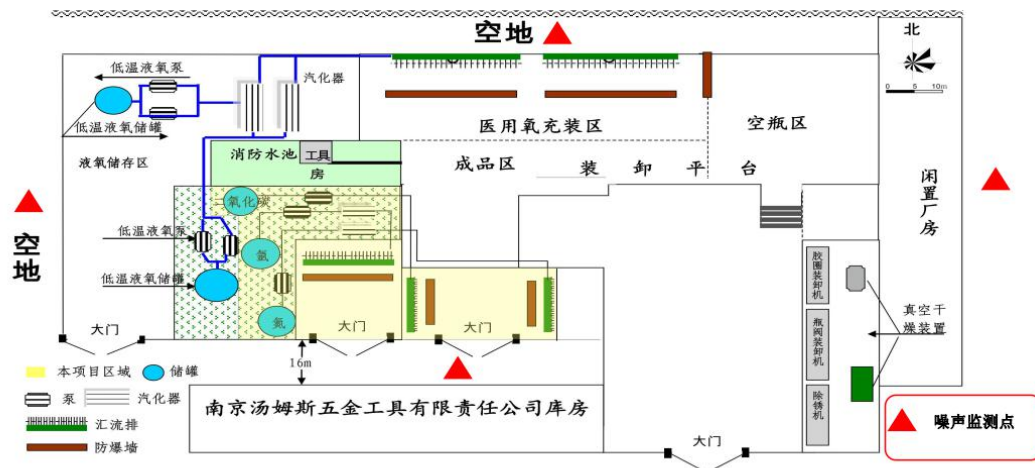 空地
北
0 5 10m
低温液氧泵
汽化器
低温液氧储罐
医用氧充装区
空瓶区
消防水池
工具
房
液氧储存区
成品区
装卸平台
闲置厂房
空地
氧化碳
低温液氧泵
氩
低温液氧储罐
氮
胶圈装卸机
瓶阀装卸机
除锈机
真空干
燥装置
大门
大门
大门
16m
本项目区域
储罐
泵
汽化器
汇流排
防爆墙
南京汤姆斯五金工具有限责任公司库房
大门
噪声监测点